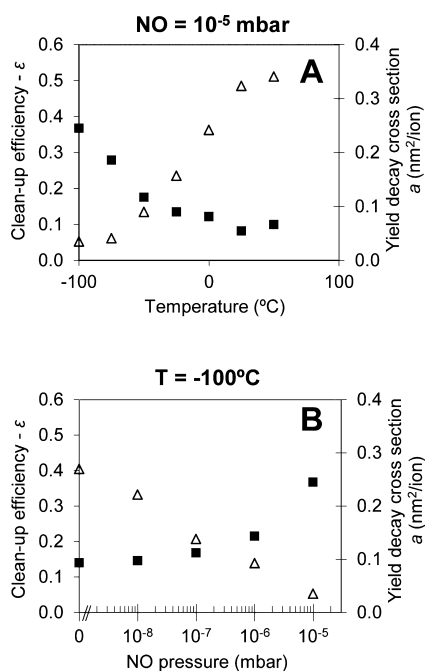 NO = 10⁻⁵ mbar
A
Clean-up efficiency - ε
0.6
0.5
0.4
0.3
0.2
0.1
0.0
0.4
0.3
0.2
0.1
0.0
Yield decay cross section
a (nm²/ion)
-100
0
100
Temperature (ºC)
T = -100ºC
B
Clean-up efficiency - ε
0.6
0.5
0.4
0.3
0.2
0.1
0.0
0.4
0.3
0.2
0.1
0.0
Yield decay cross section
a (nm²/ion)
0
10⁻⁸
10⁻⁷
10⁻⁶
10⁻⁵
NO pressure (mbar)